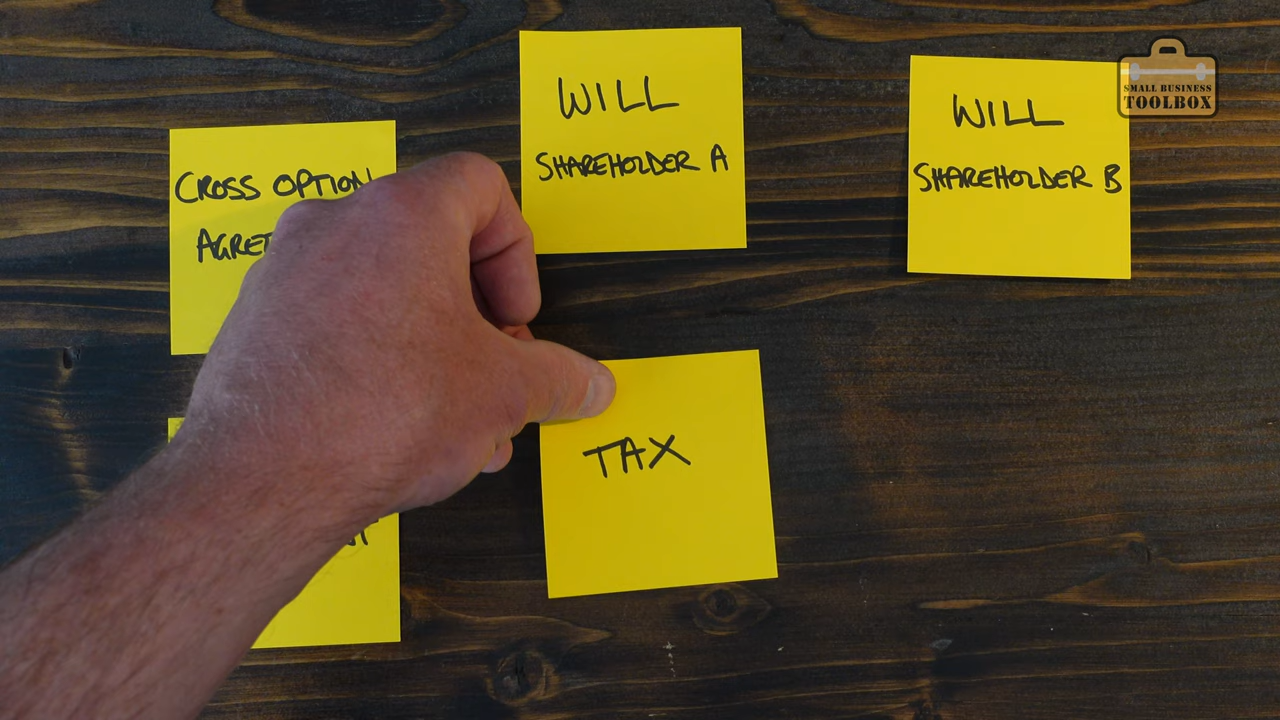 CROSS OPTION
WILL
SHAREHOLDER A
WILL
SHAREHOLDER B
TAX
SMALL BUSINESS
TOOLBOX